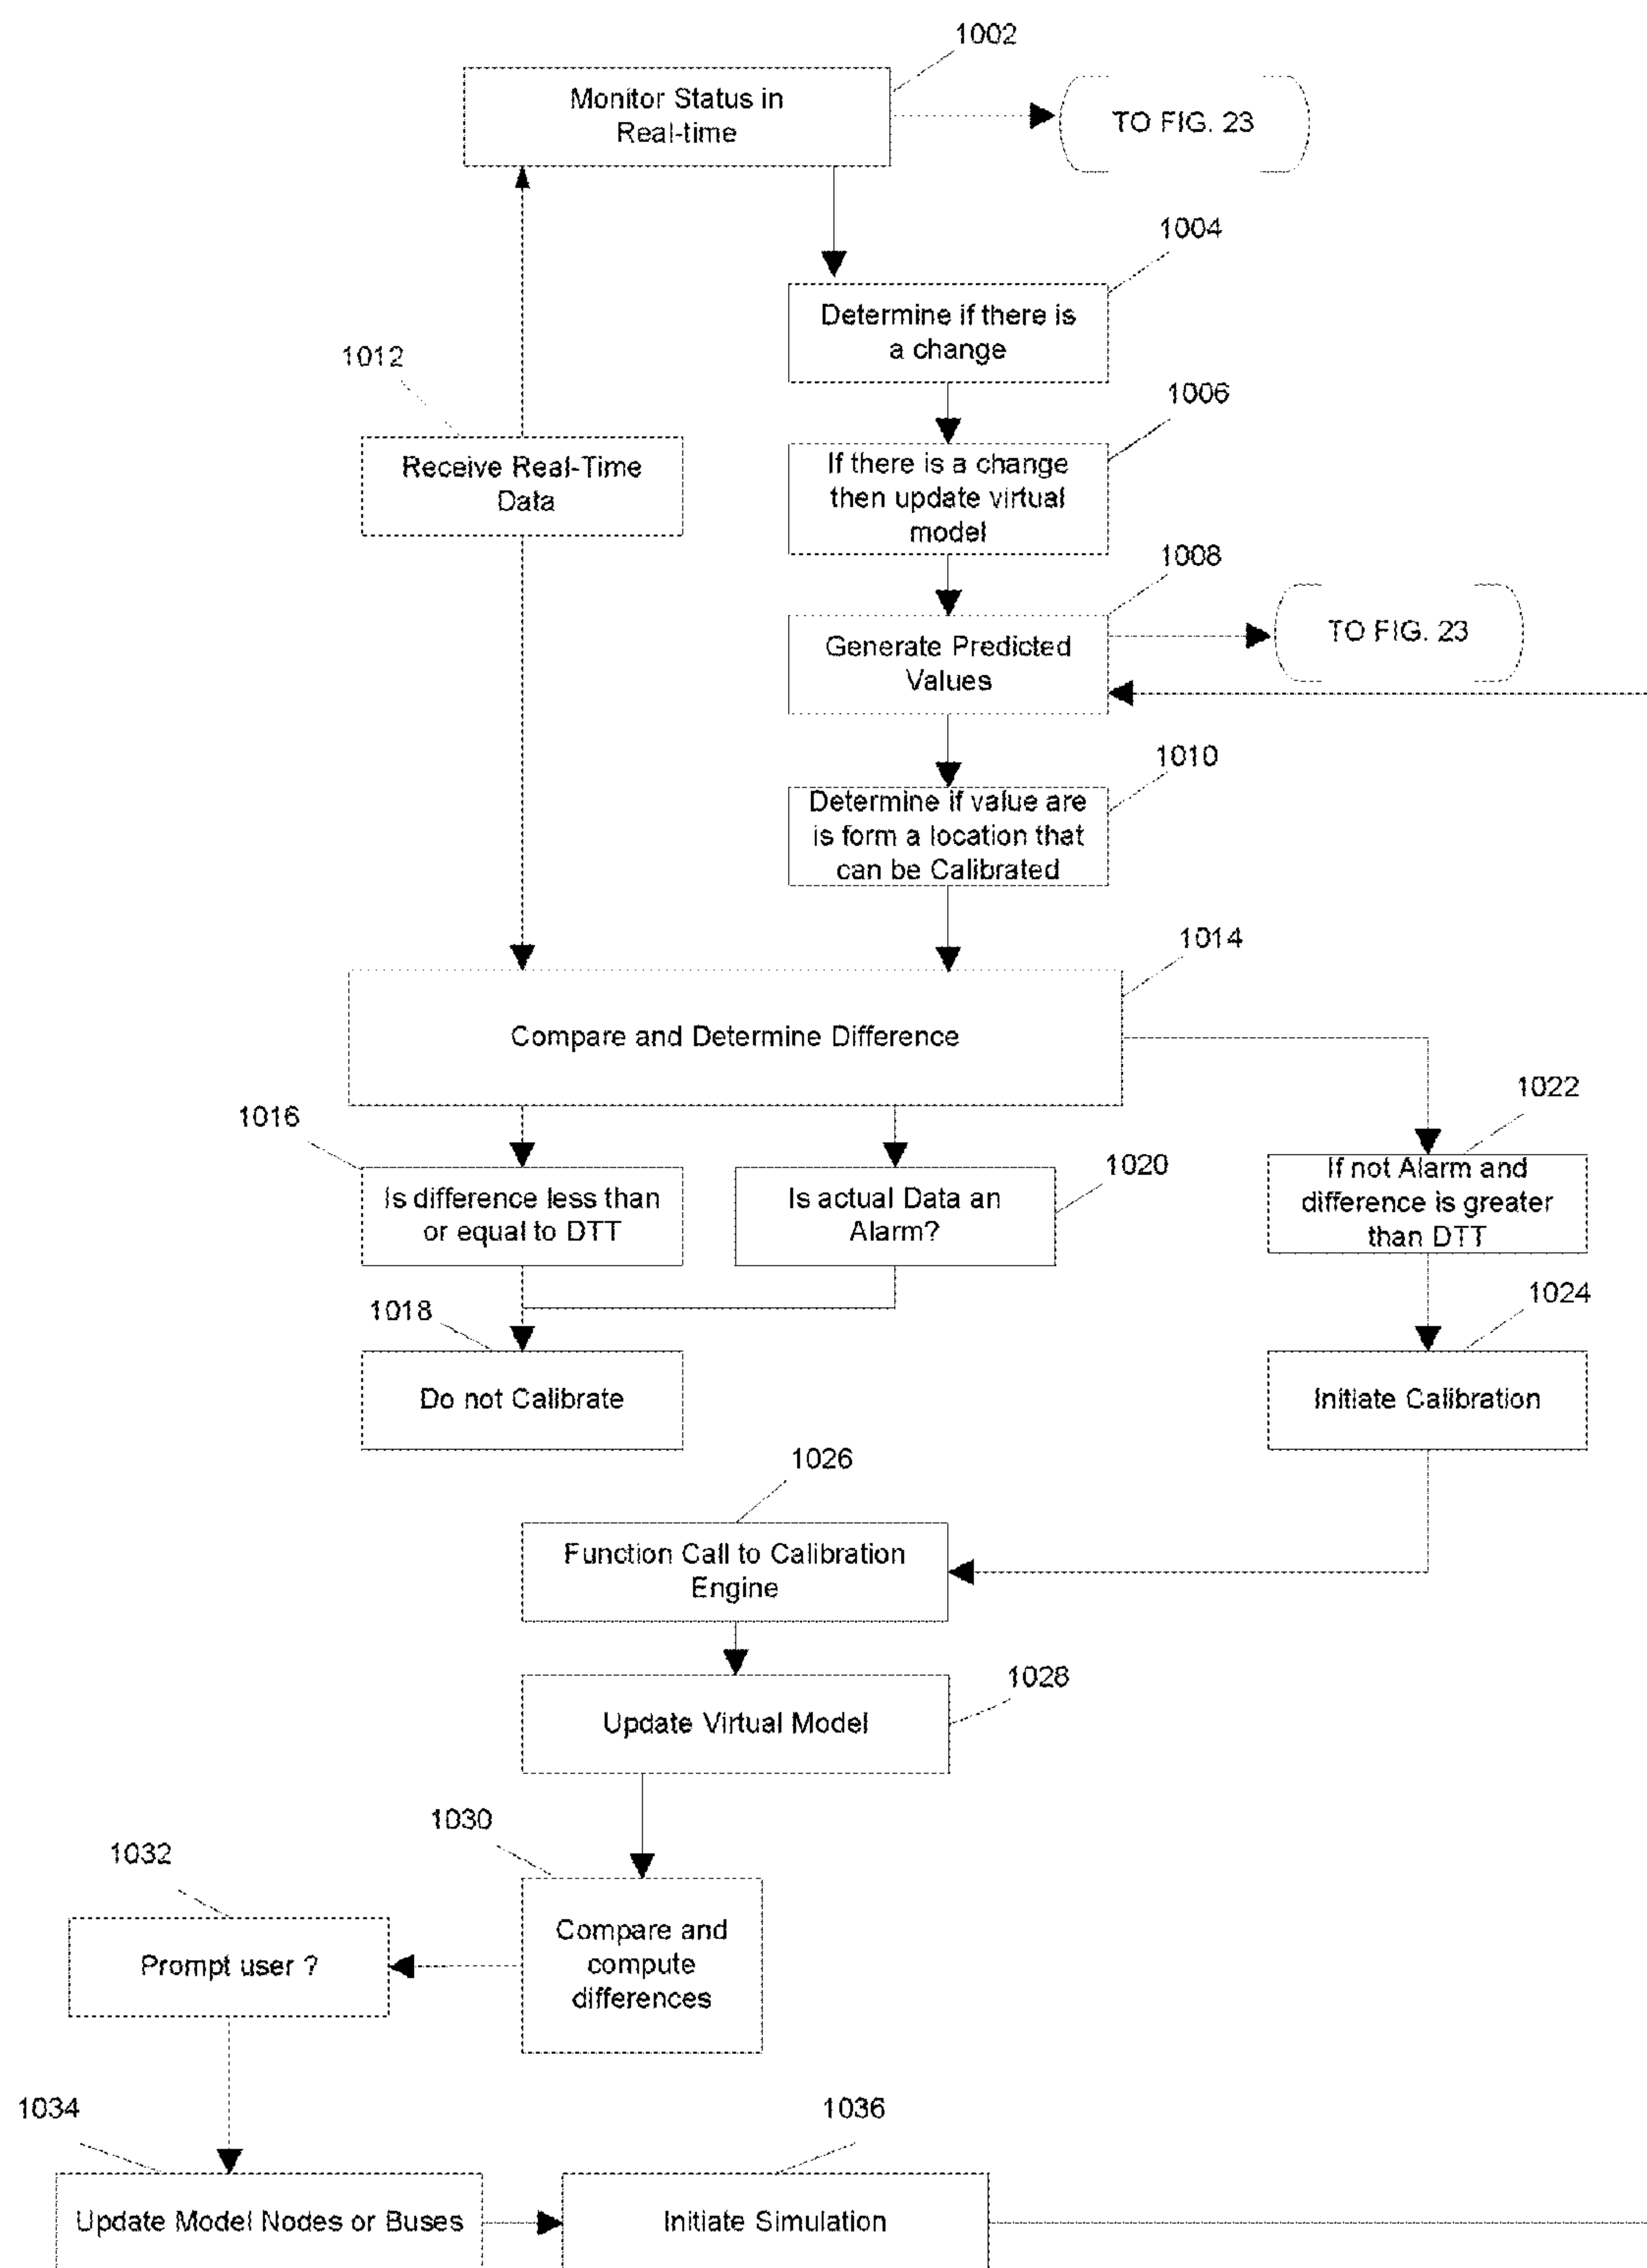 1002
Monitor Status in
Real-time
TO FIG. 23
1004
Determine if there is
a change
1012
Receive Real-Time
Data
1006
If there is a change
then update virtual
model
1008
Generate Predicted
Values
TO FIG. 23
1010
Determine if value are
is form a location that
can be Calibrated
1014
Compare and Determine Difference
1016
Is difference less than
or equal to DTT
1020
Is actual Data an
Alarm?
1022
If not Alarm and
difference is greater
than DTT
1018
Do not Calibrate
1024
Initiate Calibration
1026
Function Call to Calibration
Engine
1028
Update Virtual Model
1030
Compare and
compute
differences
1032
Prompt user ?
1034
Update Model Nodes or Buses
1036
Initiate Simulation